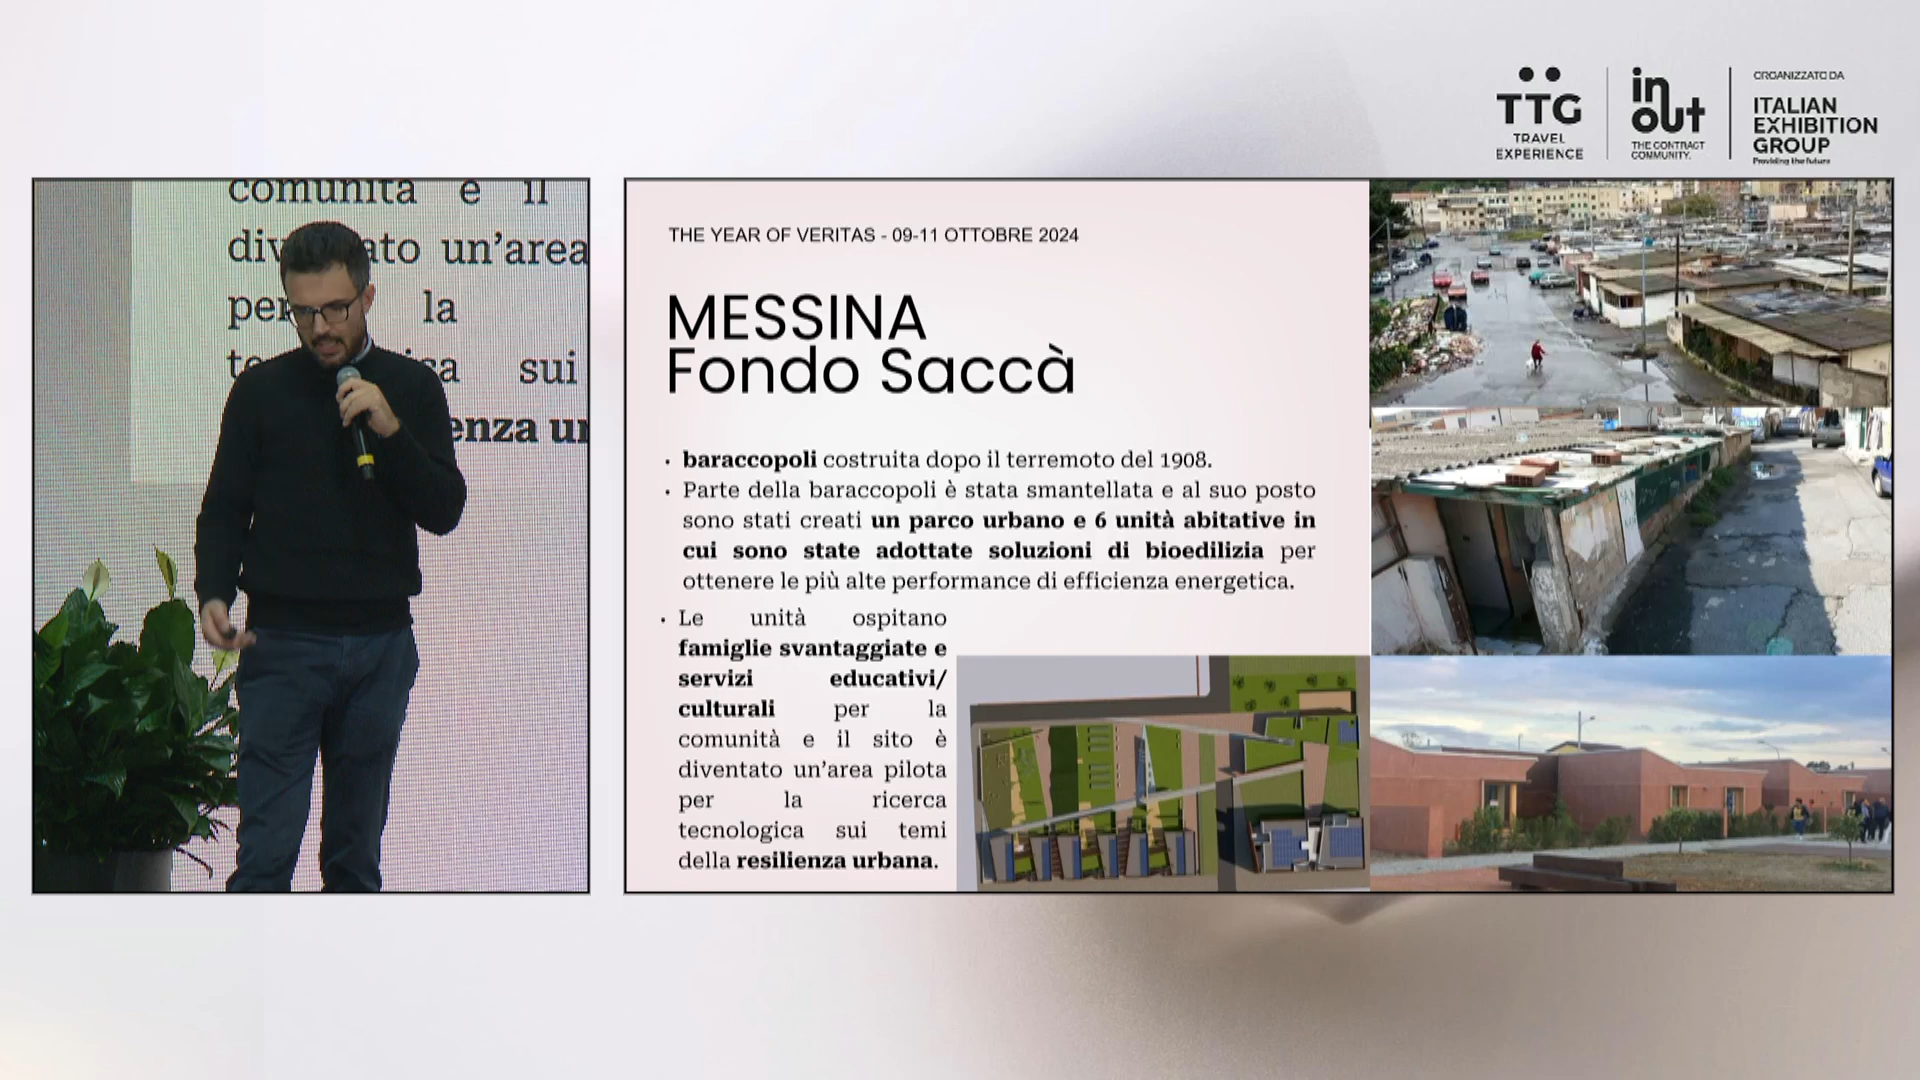 TTG
TRAVEL
EXPERIENCE
in
out
THE CONTRACT
COMMUNITY.
ORGANIZZATO DA
ITALIAN
EXHIBITION
GROUP
Providing the future
comunità e il
diventato un'area
per la
sui
enza ur
THE YEAR OF VERITAS - 09-11 OTTOBRE 2024
MESSINA
Fondo Saccà
• baraccopoli costruita dopo il terremoto del 1908.
• Parte della baraccopoli è stata smantellata e al suo posto
sono stati creati un parco urbano e 6 unità abitative in
cui sono state adottate soluzioni di bioedilizia per
ottenere le più alte performance di efficienza energetica.
• Le unità ospitano
famiglie svantaggiate e
servizi educativi/
culturali per la
comunità e il sito è
diventato un'area pilota
per la ricerca
tecnologica sui temi
della resilienza urbana.